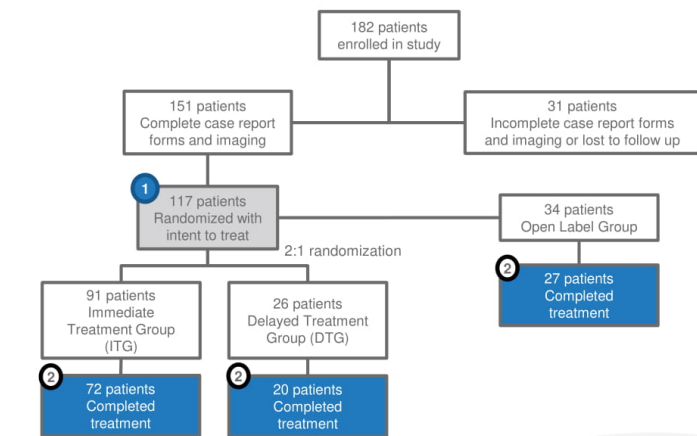 182 patients
enrolled in study
151 patients
Complete case report
forms and imaging
31 patients
Incomplete case report forms
and imaging or lost to follow up
1
117 patients
Randomized with
intent to treat
34 patients
Open Label Group
2:1 randomization
2
27 patients
Completed
treatment
91 patients
Immediate
Treatment Group
(ITG)
26 patients
Delayed Treatment
Group (DTG)
2
72 patients
Completed
treatment
2
20 patients
Completed
treatment